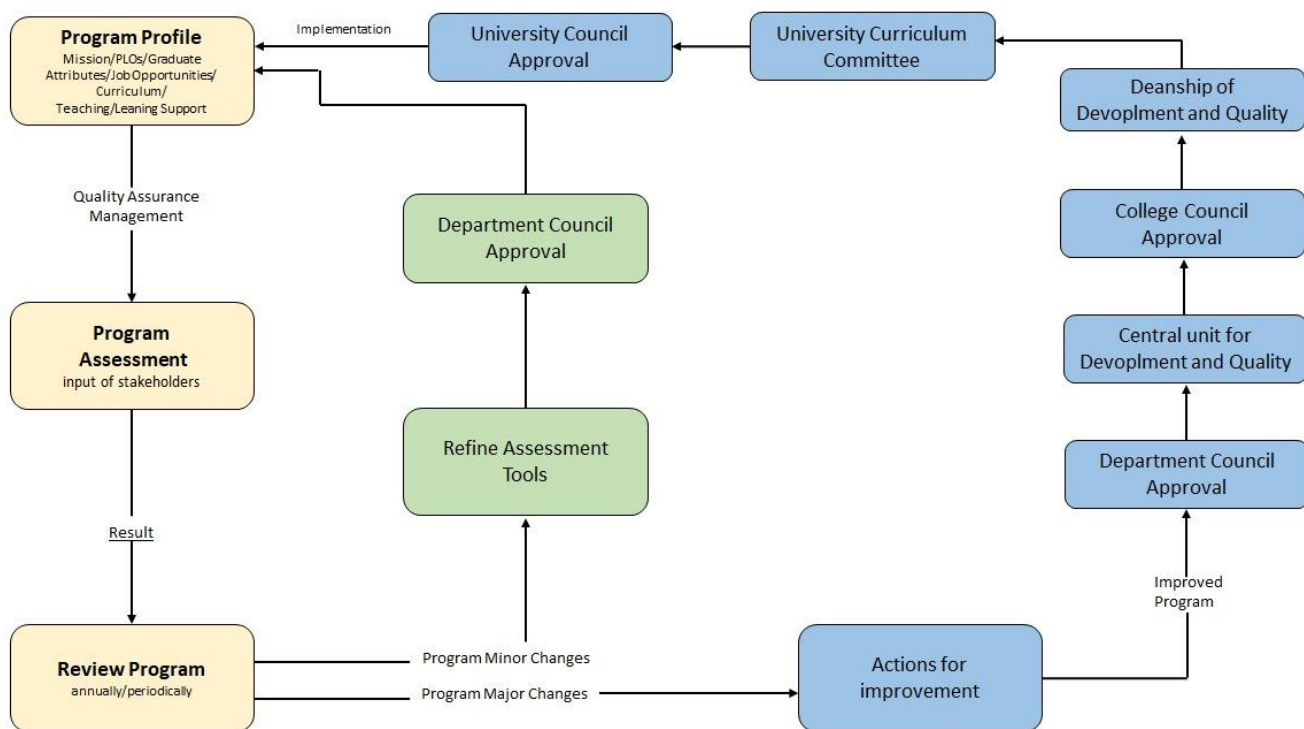 Program Profile
Mission/PLOs/Graduate
Attributes/Job Opportunities/
Curriculum/
Teaching/Leaning Support
Implementation
University Council
Approval
University Curriculum
Committee
Deanship of
Devoplment and Quality
Quality Assurance
Management
Department Council
Approval
College Council
Approval
Program
Assessment
input of stakeholders
Central unit for
Devoplment and Quality
Refine Assessment
Tools
Department Council
Approval
Result
Improved
Program
Review Program
annually/periodically
Program Minor Changes
Program Major Changes
Actions for
improvement